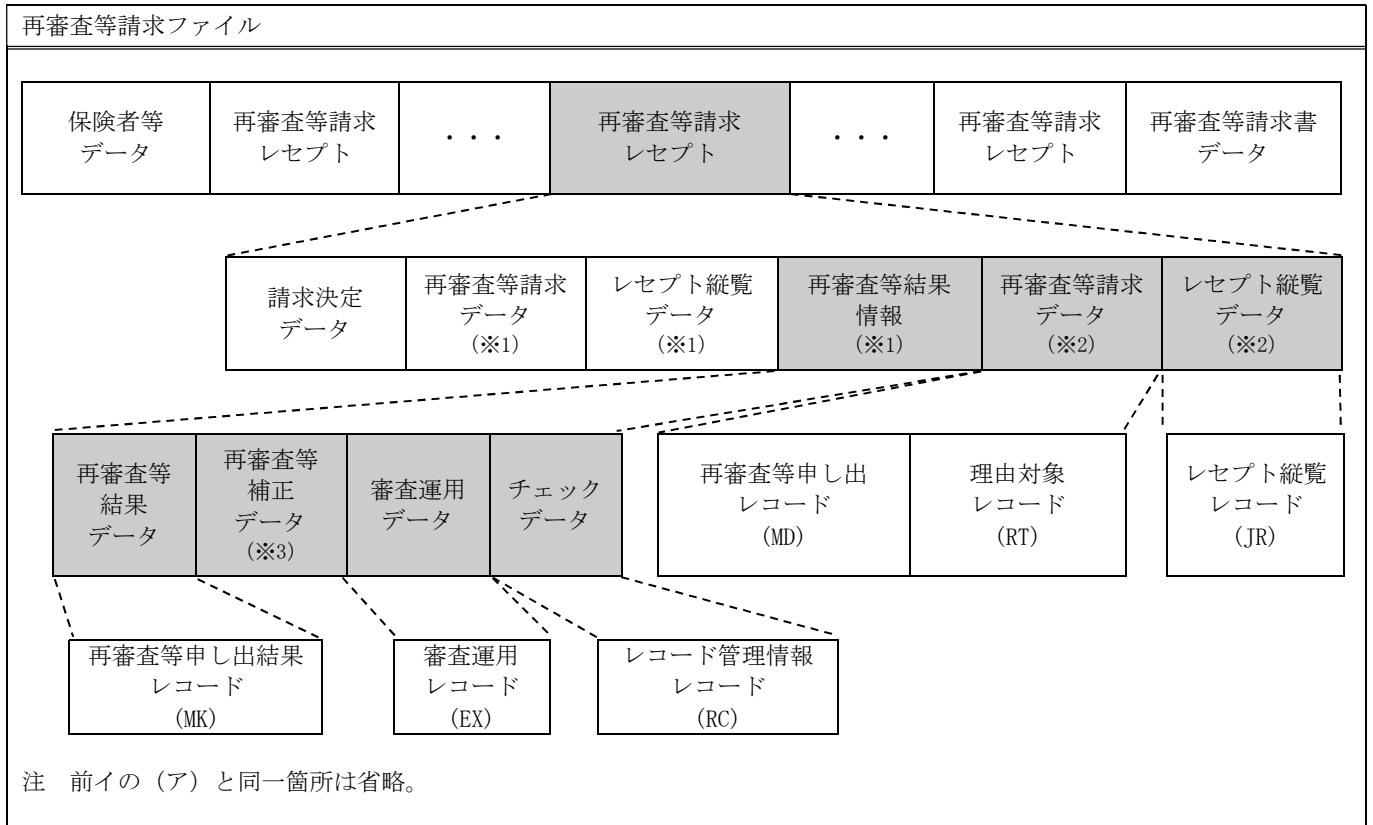 再審査等請求ファイル
保険者等
データ
再審査等請求
レセプト
・・・
再審査等請求
レセプト
・・・
再審査等請求
レセプト
再審査等請求書
データ
請求決定
データ
再審査等請求
データ
(※1)
レセプト縦覧
データ
(※1)
再審査等結果
情報
(※1)
再審査等請求
データ
(※2)
レセプト縦覧
データ
(※2)
再審査等
結果
データ
再審査等
補正
データ
(※3)
審査運用
データ
チェック
データ
再審査等申し出
レコード
(MD)
理由対象
レコード
(RT)
レセプト縦覧
レコード
(JR)
再審査等申し出結果
レコード
(MK)
審査運用
レコード
(EX)
レコード管理情報
レコード
(RC)
注　前イの（ア）と同一箇所は省略。